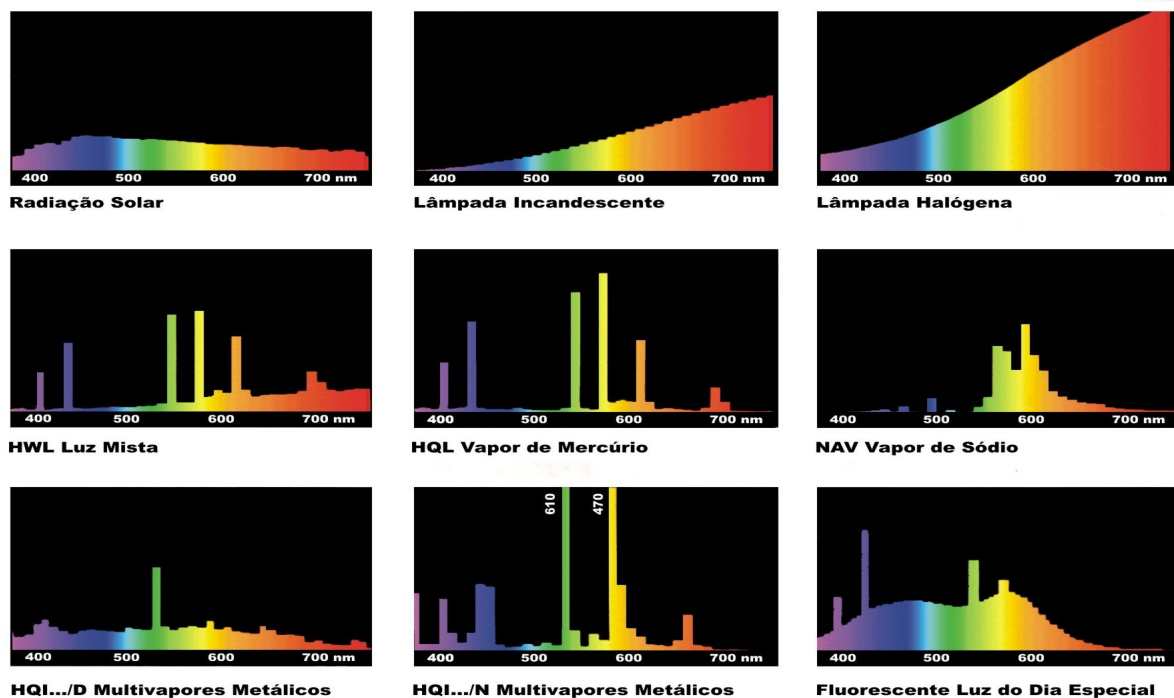 400 500 600 700 nm
Radiação Solar
400 500 600 700 nm
Lâmpada Incandescente
400 500 600 700 nm
Lâmpada Halógena
400 500 600 700 nm
HWL Luz Mista
400 500 600 700 nm
HQL Vapor de Mercúrio
400 500 600 700 nm
NAV Vapor de Sódio
400 500 600 700 nm
HQI.../D Multivapores Metálicos
610 470
400 500 600 700 nm
HQI.../N Multivapores Metálicos
400 500 600 700 nm
Fluorescente Luz do Dia Especial